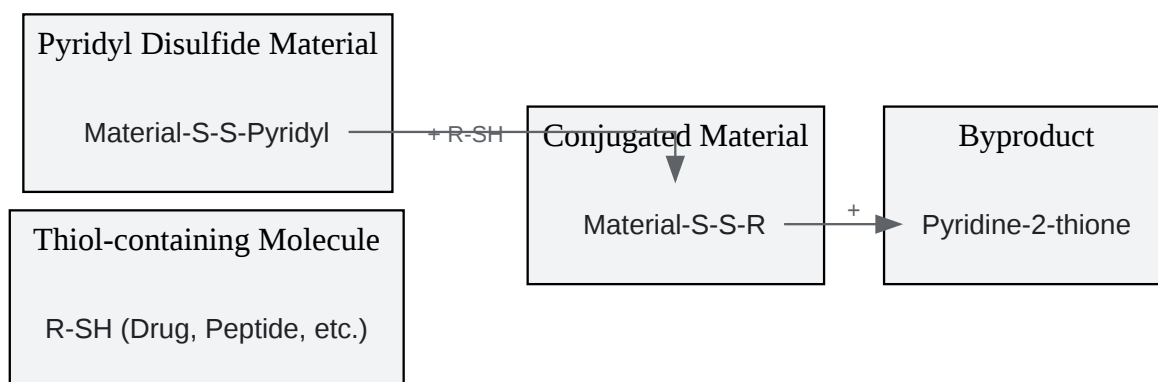 Pyridyl Disulfide Material
Material-S-S-Pyridyl
+ R-SH
Conjugated Material
Material-S-S-R
+
Byproduct
Pyridine-2-thione
Thiol-containing Molecule
R-SH (Drug, Peptide, etc.)